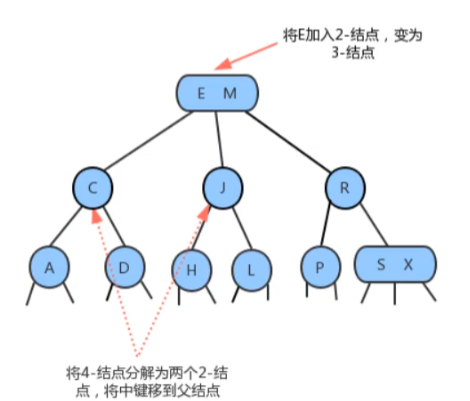 将E加入2-结点，变为
3-结点
E M
C J R
A D H L P S X
将4-结点分解为两个2-结
点，将中键移到父结点